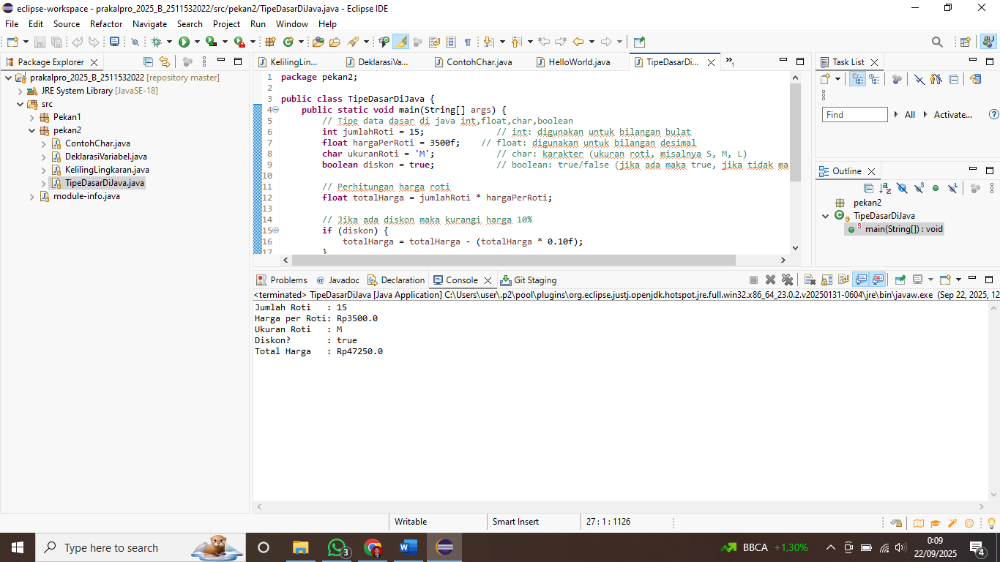 eclipse-workspace - prakalpro_2025_B_2511532022/src/pekan2/TipeDasarDiJava.java - Eclipse IDE
File Edit Source Refactor Navigate Search Project Run Window Help
Package Explorer
prakalpro_2025_B_2511532022 [repository master]
JRE System Library [JavaSE-18]
src
Pekan1
pekan2
ContohChar.java
DeklarasiVariabel.java
KelilingLingkaran.java
TipeDasarDiJava.java
module-info.java
KelilingLin... DeklarasiVa... ContohChar.java HelloWorld.java TipeDasarDi... »1
1 package pekan2;
2
3 public class TipeDasarDiJava {
4 public static void main(String[] args) {
5 // Tipe data dasar di java int,float,char,boolean
6 int jumlahRoti = 15; // int: digunakan untuk bilangan bulat
7 float hargaPerRoti = 3500f; // float: digunakan untuk bilangan desimal
8 char ukuranRoti = 'M'; // char: karakter (ukuran roti, misalnya S, M, L)
9 boolean diskon = true; // boolean: true/false (jika ada maka true, jika tidak ma
10
11 // Perhitungan harga roti
12 float totalHarga = jumlahRoti * hargaPerRoti;
13
14 // Jika ada diskon maka kurangi harga 10%
15 if (diskon) {
16 totalHarga = totalHarga - (totalHarga * 0.10f);
17 }
Task List
Find All Activate...
Outline
pekan2
TipeDasarDiJava
main(String[]) : void
Problems Javadoc Declaration Console Git Staging
<terminated> TipeDasarDiJava [Java Application] C:\Users\user\.p2\pool\plugins\org.eclipse.justj.openjdk.hotspot.jre.full.win32.x86_64_23.0.2.v20250131-0604\jre\bin\javaw.exe (Sep 22, 2025, 12
Jumlah Roti : 15
Harga per Roti: Rp3500.0
Ukuran Roti : M
Diskon? : true
Total Harga : Rp47250.0
Writable Smart Insert 27 : 1 : 1126
Type here to search
3
BBCA +1,30%
0:09
22/09/2025
4